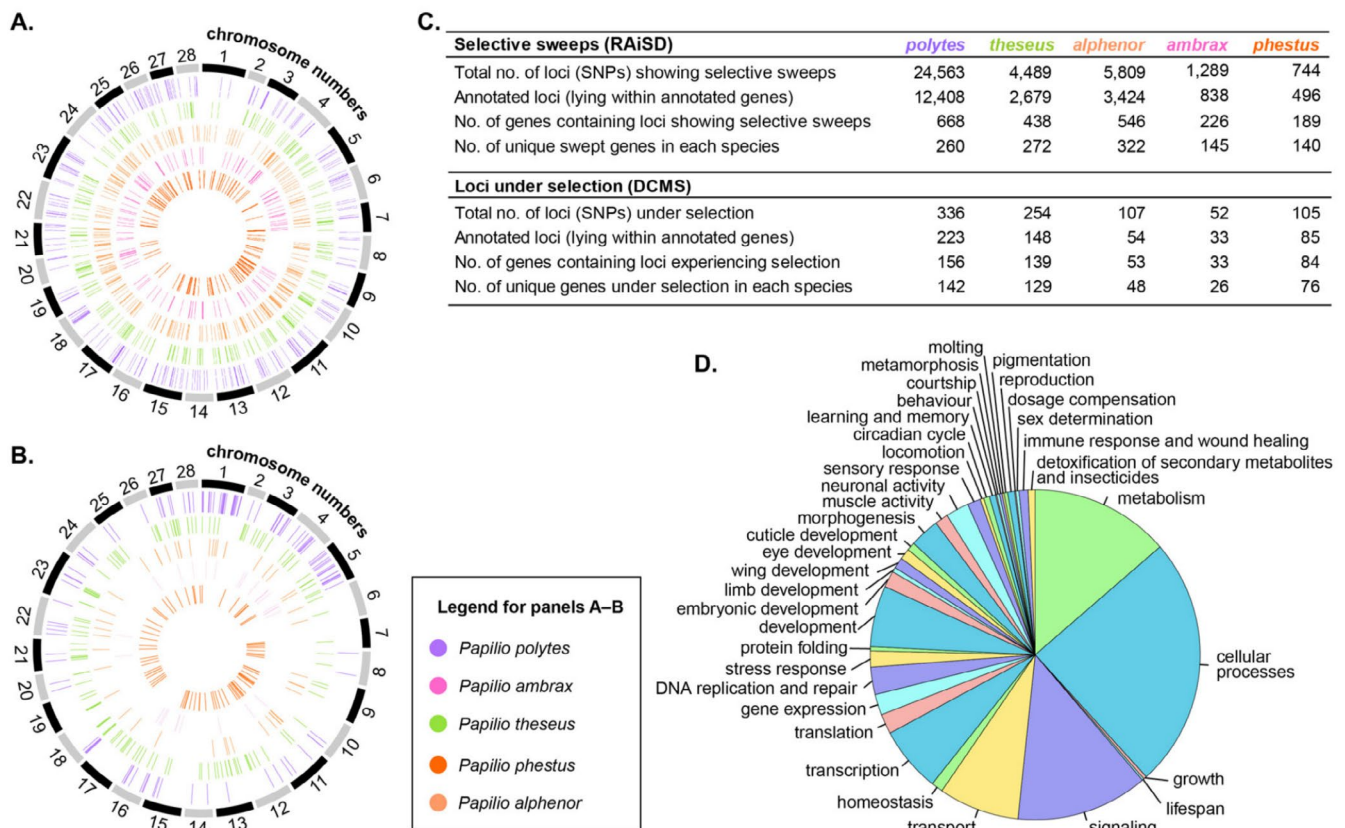 A.
chromosome numbers
1
2
3
4
5
6
7
8
9
10
11
12
13
14
15
16
17
18
19
20
21
22
23
24
25
26
27
28
B.
chromosome numbers
1
2
3
4
5
6
7
8
9
10
11
12
13
14
15
16
17
18
19
20
21
22
23
24
25
26
27
28
Legend for panels A–B
Papilio polytes
Papilio ambrax
Papilio theseus
Papilio phestus
Papilio alphenor
C.
Selective sweeps (RAiSD) polytes theseus alphenor ambrax phestus
Total no. of loci (SNPs) showing selective sweeps 24,563 4,489 5,809 1,289 744
Annotated loci (lying within annotated genes) 12,408 2,679 3,424 838 496
No. of genes containing loci showing selective sweeps 668 438 546 226 189
No. of unique swept genes in each species 260 272 322 145 140
Loci under selection (DCMS)
Total no. of loci (SNPs) under selection 336 254 107 52 105
Annotated loci (lying within annotated genes) 223 148 54 33 85
No. of genes containing loci experiencing selection 156 139 53 33 84
No. of unique genes under selection in each species 142 129 48 26 76
D.
molting
metamorphosis
courtship
behaviour
learning and memory
circadian cycle
locomotion
sensory response
neuronal activity
muscle activity
morphogenesis
cuticle development
eye development
wing development
limb development
embryonic development
development
protein folding
stress response
DNA replication and repair
gene expression
translation
transcription
homeostasis
transport
signaling
lifespan
growth
cellular
processes
metabolism
detoxification of secondary metabolites
and insecticides
immune response and wound healing
sex determination
dosage compensation
reproduction
pigmentation